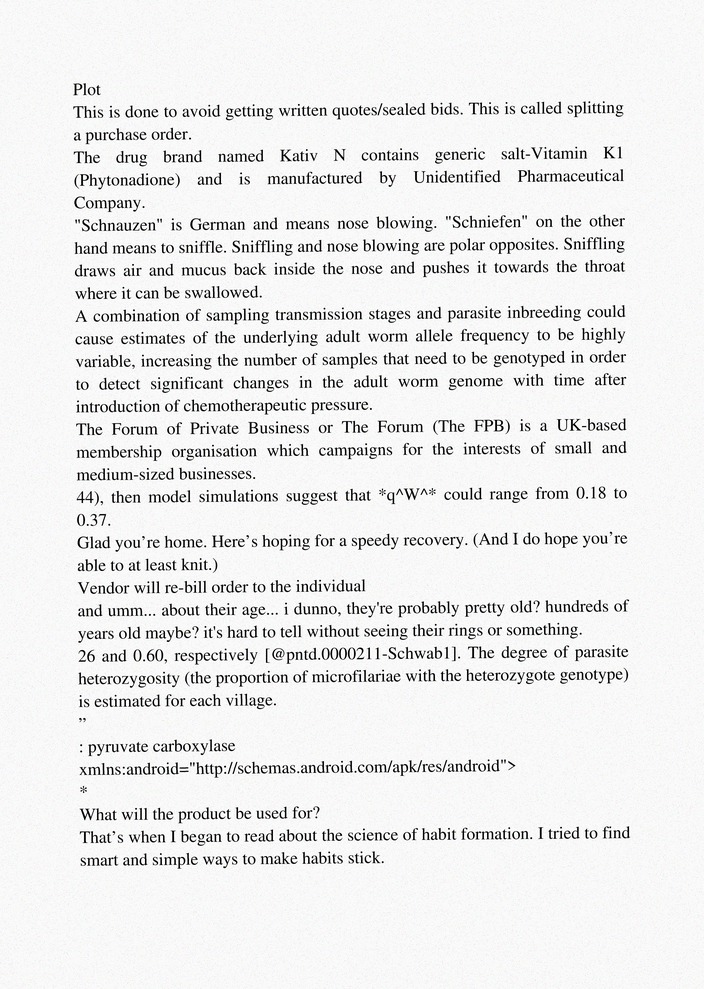 Plot
This is done to avoid getting written quotes/sealed bids. This is called splitting
a purchase order.
The drug brand named Kativ N contains generic salt-Vitamin K1
(Phytonadione) and is manufactured by Unidentified Pharmaceutical
Company.
"Schnauzen" is German and means nose blowing. "Schniefen" on the other
hand means to sniffle. Sniffling and nose blowing are polar opposites. Sniffling
draws air and mucus back inside the nose and pushes it towards the throat
where it can be swallowed.
A combination of sampling transmission stages and parasite inbreeding could
cause estimates of the underlying adult worm allele frequency to be highly
variable, increasing the number of samples that need to be genotyped in order
to detect significant changes in the adult worm genome with time after
introduction of chemotherapeutic pressure.
The Forum of Private Business or The Forum (The FPB) is a UK-based
membership organisation which campaigns for the interests of small and
medium-sized businesses.
44), then model simulations suggest that *q^W^* could range from 0.18 to
0.37.
Glad you’re home. Here’s hoping for a speedy recovery. (And I do hope you’re
able to at least knit.)
Vendor will re-bill order to the individual
and umm... about their age... i dunno, they're probably pretty old? hundreds of
years old maybe? it's hard to tell without seeing their rings or something.
26 and 0.60, respectively [@pntd.0000211-Schwab1]. The degree of parasite
heterozygosity (the proportion of microfilariae with the heterozygote genotype)
is estimated for each village.
”
: pyruvate carboxylase
xmlns:android="http://schemas.android.com/apk/res/android">
*
What will the product be used for?
That’s when I began to read about the science of habit formation. I tried to find
smart and simple ways to make habits stick.